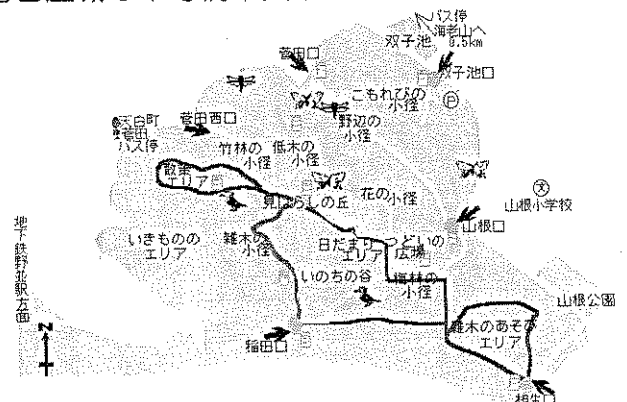 バス停
海老山へ
0.5km
双子池
菅田口
双子池口
P
こもれびの
小径
野辺の
小径
天白町
菅田
バス停
菅田西口
竹林の
小径
低木の
小径
散策
エリア
見はらしの丘
花の小径
文
山根小学校
山根口
いきものの
エリア
雑木の
小径
日だまり
エリア
つどいの
広場
いのちの谷
梅林の
小径
山根公園
地下鉄野並駅方面
雑木のあそび
エリア
稲田口
相生口